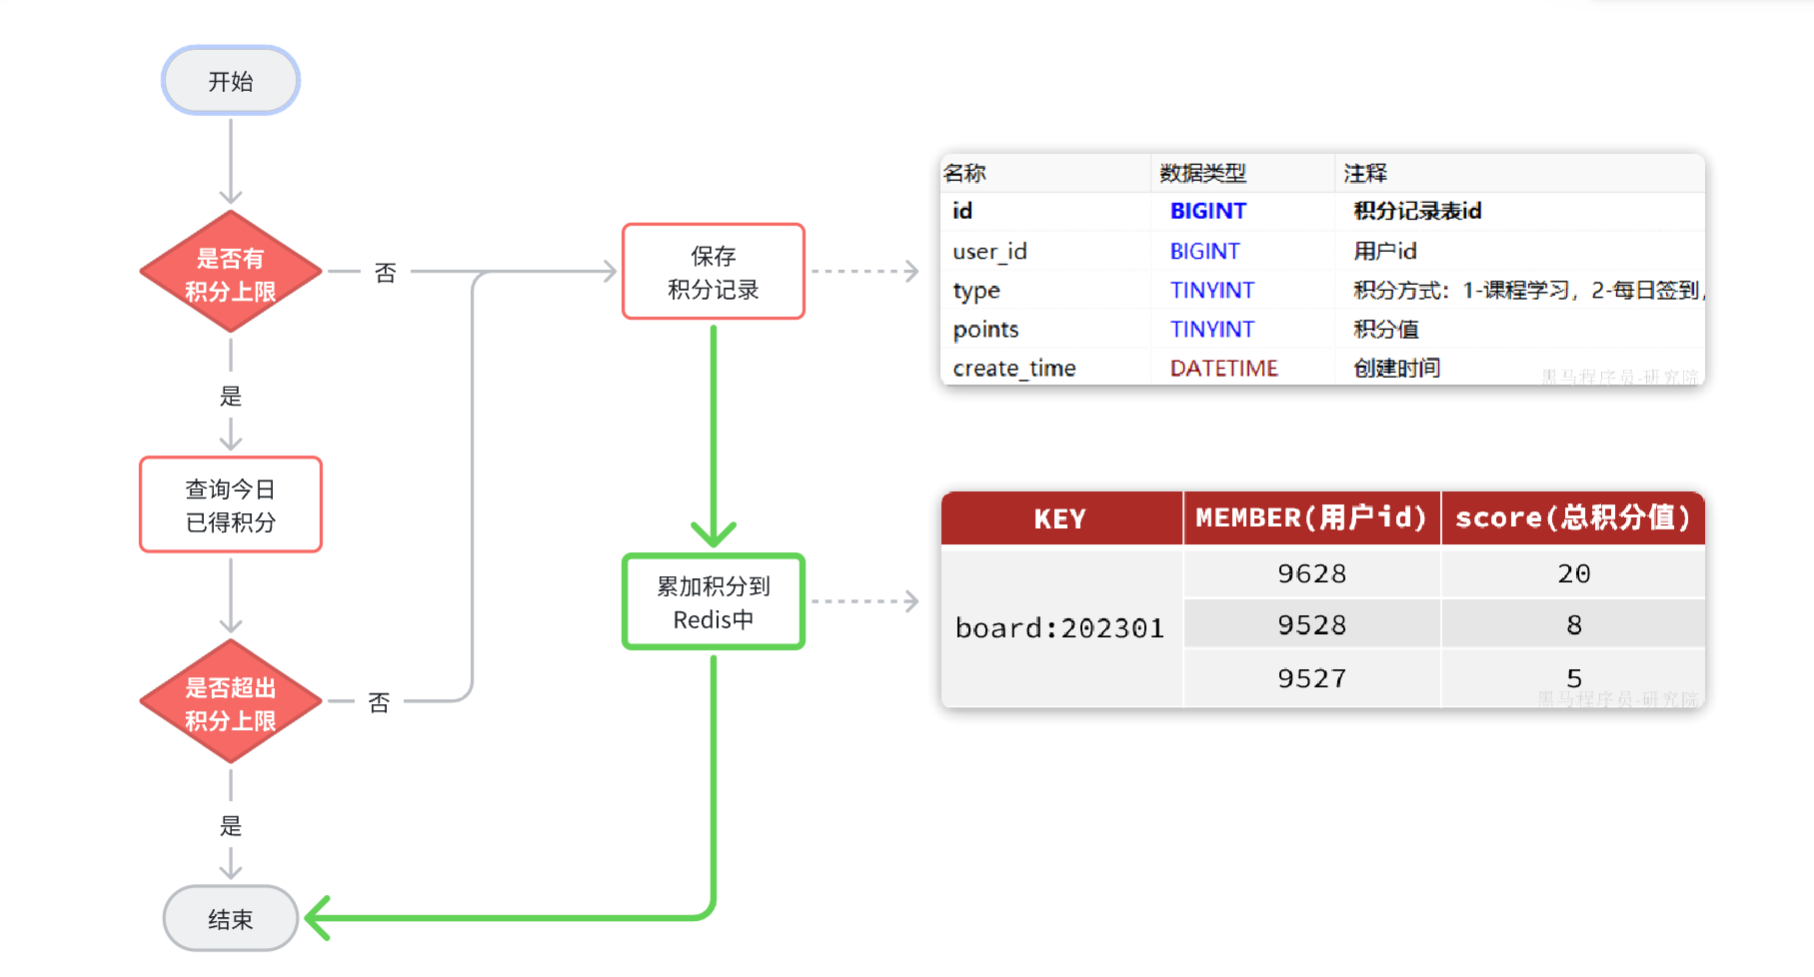 开始
是否有
积分上限
否
是
查询今日
已得积分
是否超出
积分上限
否
是
结束
保存
积分记录
累加积分到
Redis中
名称 数据类型 注释
id BIGINT 积分记录表id
user_id BIGINT 用户id
type TINYINT 积分方式：1-课程学习，2-每日签到，
points TINYINT 积分值
create_time DATETIME 创建时间
黑马程序员-研究院
KEY MEMBER(用户id) score(总积分值)
board:202301
9628 20
9528 8
9527 5
黑马程序员-研究院